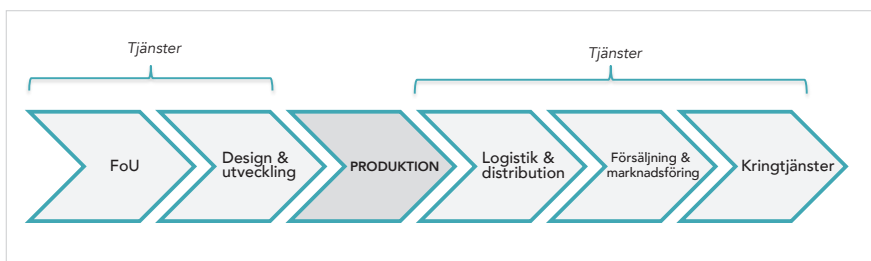 Tjänster
Tjänster
FoU
Design &
utveckling
PRODUKTION
Logistik &
distribution
Försäljning &
marknadsföring
Kringtjänster